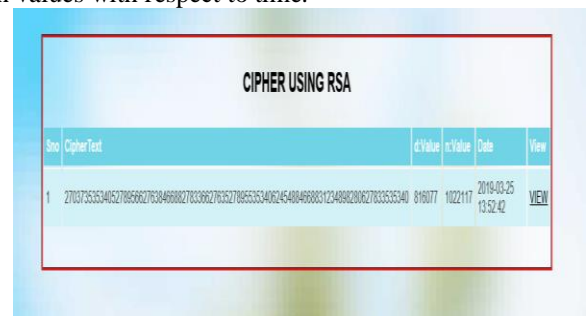 n values with respect to time.
CIPHER USING RSA
Sno CipherText d:Value n:Value Date View
1 816077 1022117 2019-03-25 13:52:42 VIEW